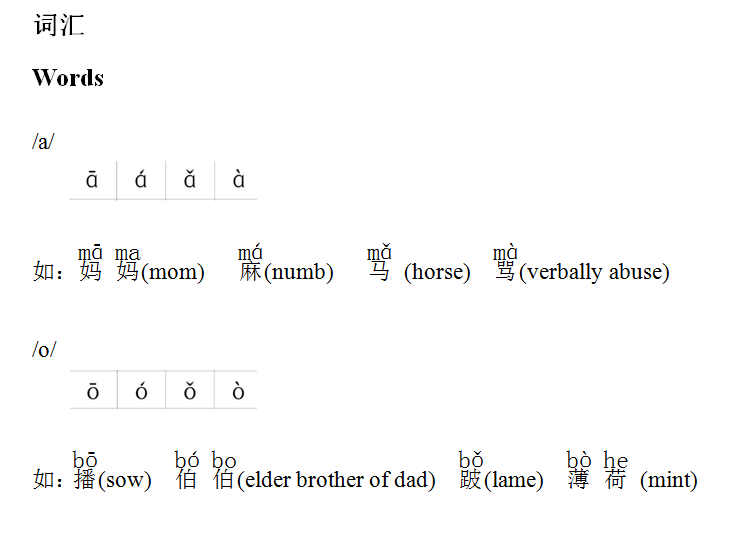 词汇
Words
/a/
ā á ǎ à
mā ma má mǎ mà
如：妈 妈(mom) 麻(numb) 马 (horse) 骂(verbally abuse)
/o/
ō ó ǒ ò
bō bó bo bǒ bò he
如：播(sow) 伯 伯(elder brother of dad) 跛(lame) 薄 荷 (mint)